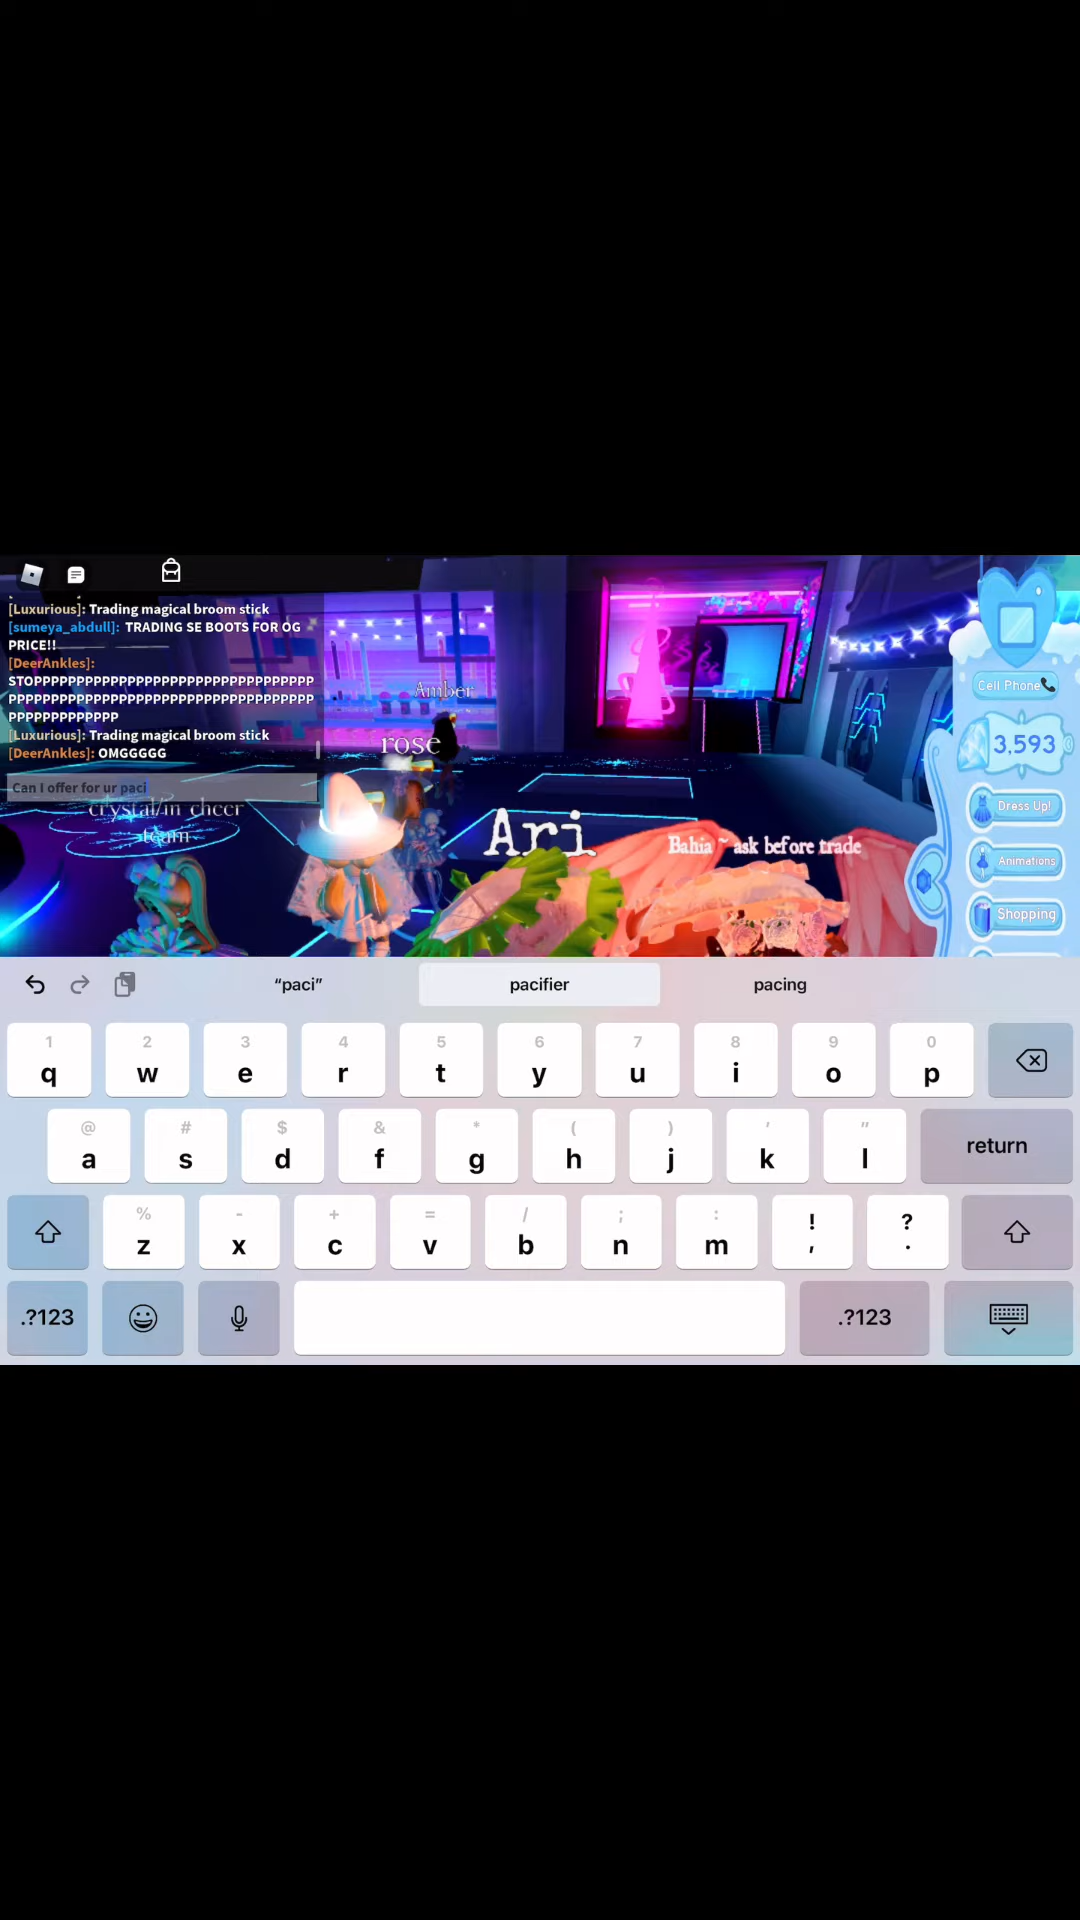 [Luxurious]: Trading magical broom stick
[sumeya_abdull]: TRADING SE BOOTS FOR OG
PRICE!!
[DeerAnkles]:
STOPPPPPPPPPPPPPPPPPPPPPPPPPPPPPPP
PPPPPPPPPPPPPPPPPPPPPPPPPPPPPPPPPP
PPPPPPPPPPPPP
[Luxurious]: Trading magical broom stick
[DeerAnkles]: OMGGGGG
Can I offer for ur paci
crystal/in cheer
team
Amber
rose
Ari
Bahia ~ ask before trade
Cell Phone
3,593
Dress Up!
Animations
Shopping
“paci” pacifier pacing
1 2 3 4 5 6 7 8 9 0
q w e r t y u i o p
@ # $ & * ( ) ' "
a s d f g h j k l return
% - + = / ; : ! ?
z x c v b n m , .
.?123 .?123